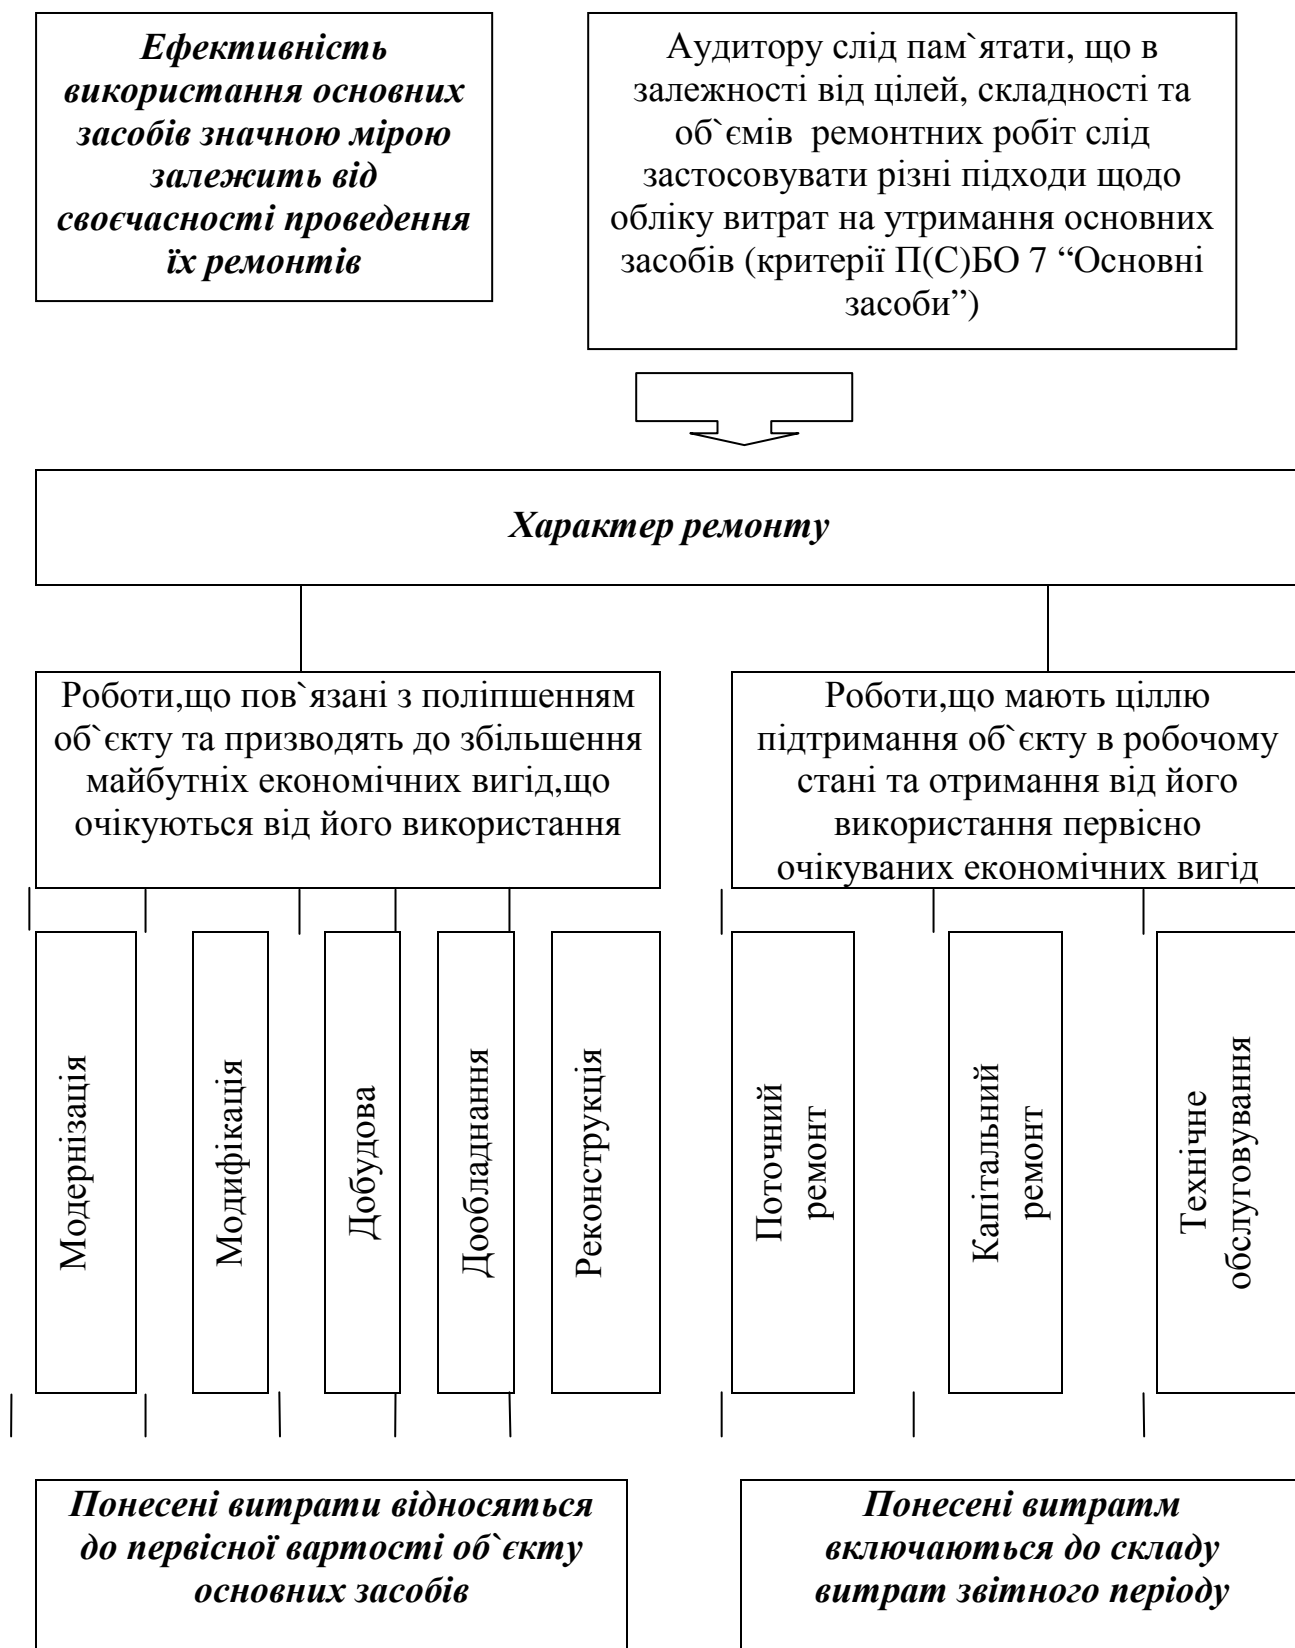 Ефективність
використання основних
засобів значною мірою
залежить від
своєчасності проведення
їх ремонтів
Аудитору слід пам`ятати, що в
залежності від цілей, складності та
об`ємів ремонтних робіт слід
застосовувати різні підходи щодо
обліку витрат на утримання основних
засобів (критерії П(С)БО 7 “Основні
засоби”)
Характер ремонту
Роботи,що пов`язані з поліпшенням
об`єкту та призводять до збільшення
майбутніх економічних вигід,що
очікуються від його використання
Роботи,що мають ціллю
підтримання об`єкту в робочому
стані та отримання від його
використання первісно
очікуваних економічних вигід
Модернізація
Модифікація
Добудова
Дообладнання
Реконструкція
Поточний
ремонт
Капітальний
ремонт
Технічне
обслуговування
Понесені витрати відносяться
до первісної вартості об`єкту
основних засобів
Понесені витратм
включаються до складу
витрат звітного періоду